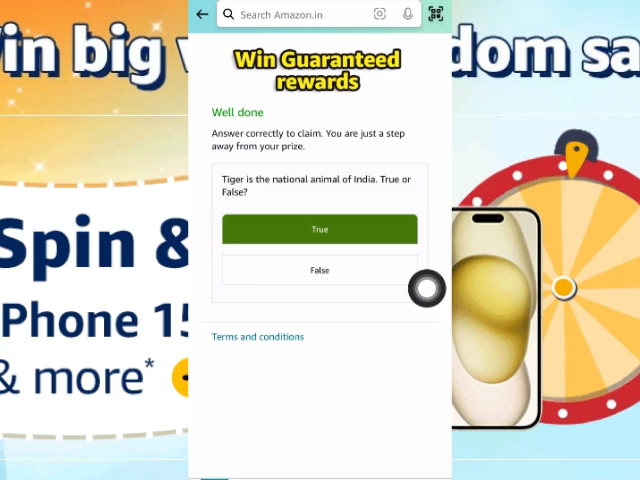 in big
dom sa
Search Amazon.in
Win Guaranteed
rewards
Well done
Answer correctly to claim. You are just a step
away from your prize.
Tiger is the national animal of India. True or
False?
True
False
Terms and conditions
Spin &
Phone 15
& more*